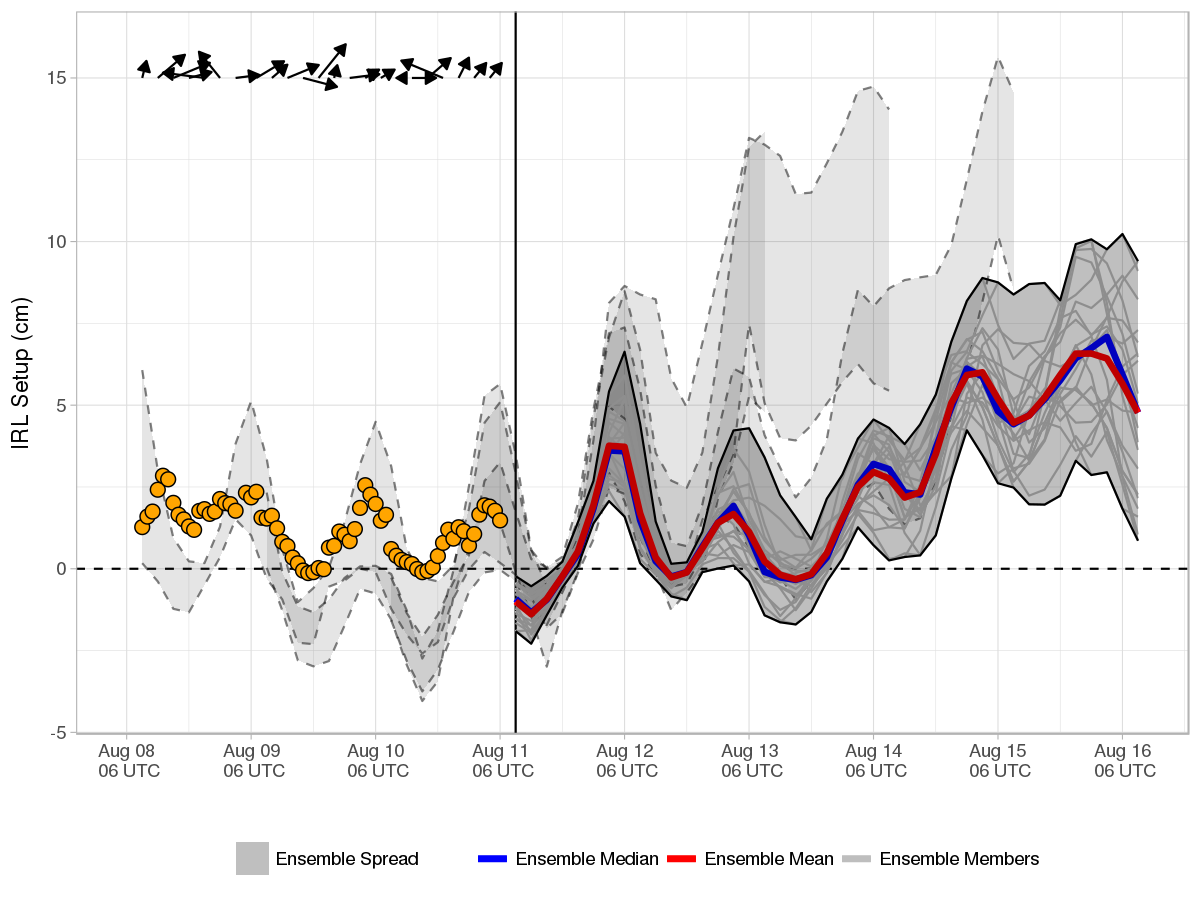 IRL Setup (cm)
15
10
5
0
-5
Aug 08 Aug 09 Aug 10 Aug 11 Aug 12 Aug 13 Aug 14 Aug 15 Aug 16
06 UTC 06 UTC 06 UTC 06 UTC 06 UTC 06 UTC 06 UTC 06 UTC 06 UTC
Ensemble Spread Ensemble Median Ensemble Mean Ensemble Members